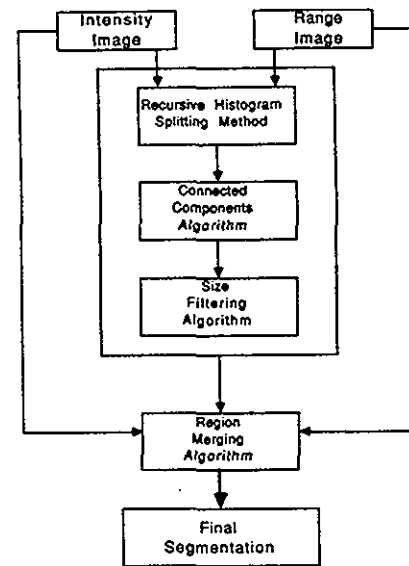 Intensity
Image
Range
Image
Recursive Histogram
Splitting Method
Connected
Components
Algorithm
Size
Filtering
Algorithm
Region
Merging
Algorithm
Final
Segmentation